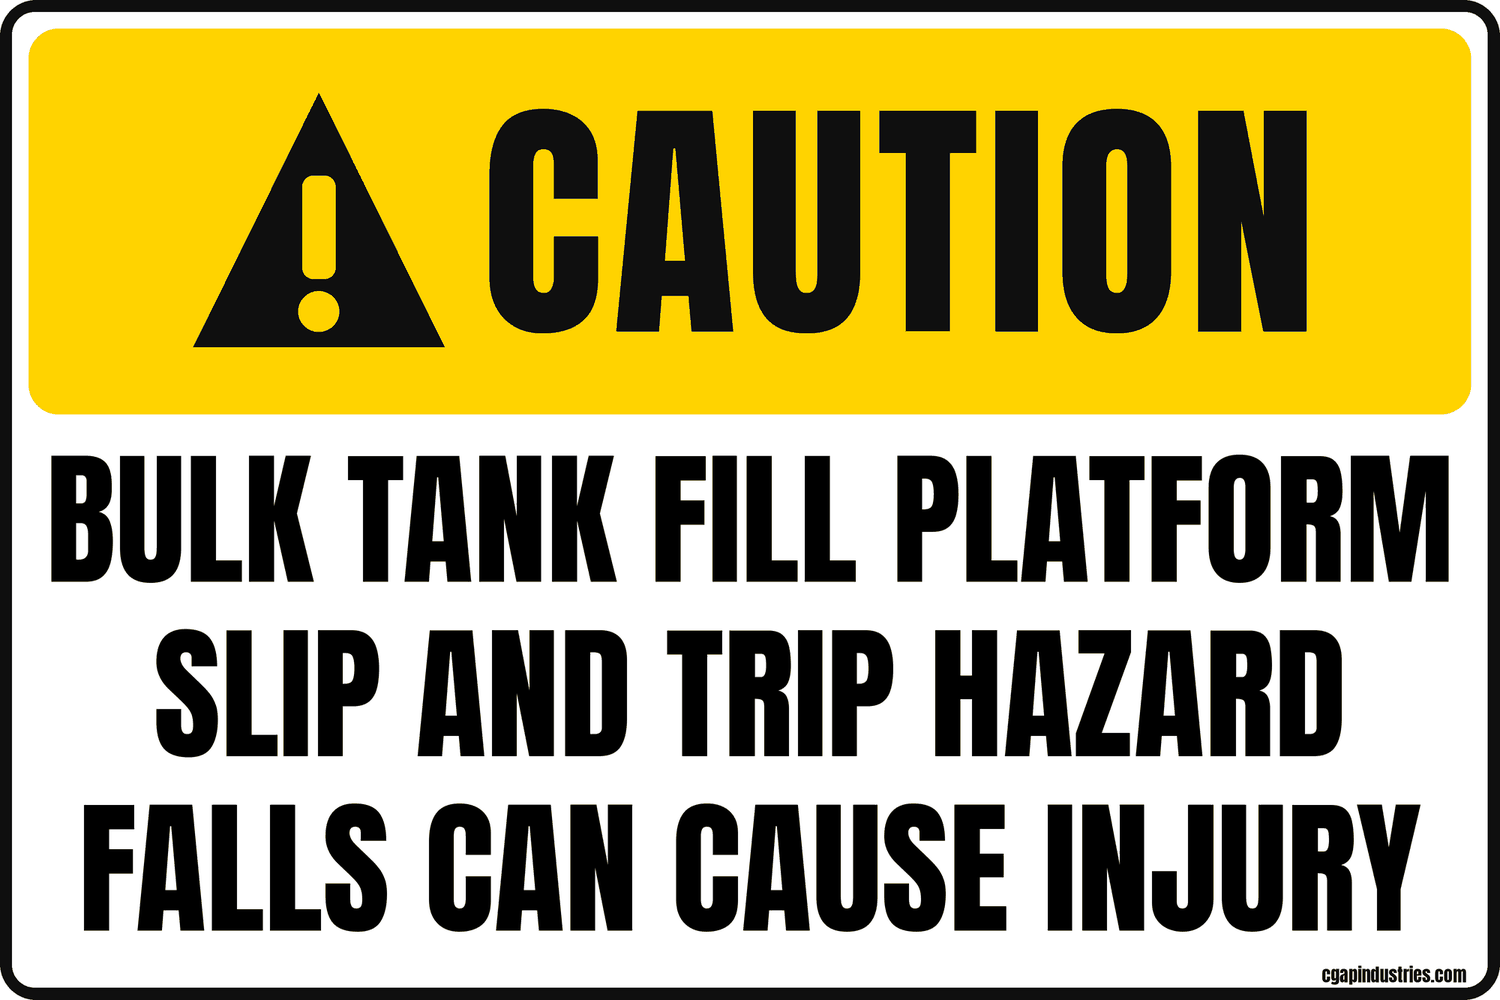 CAUTION
BULK TANK FILL PLATFORM
SLIP AND TRIP HAZARD
FALLS CAN CAUSE INJURY
cgapindustries.com